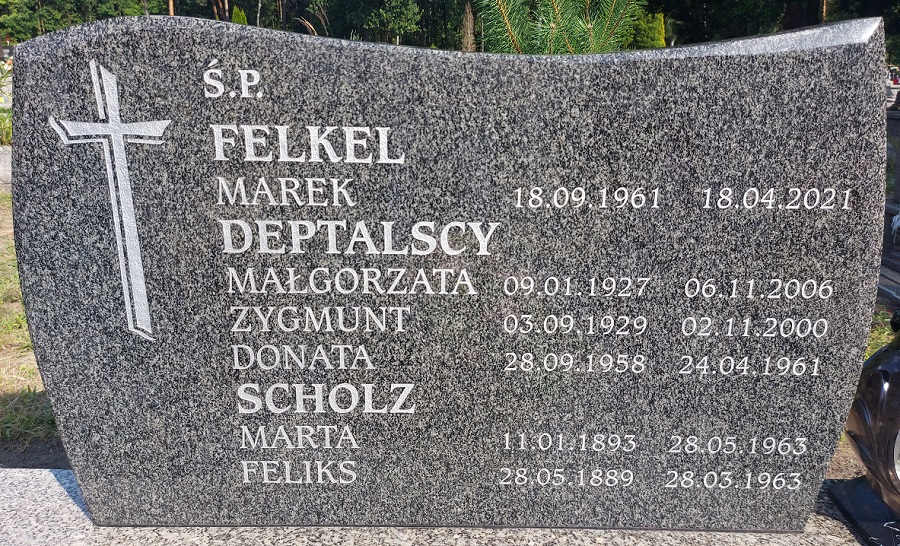 Ś.P.
FELKEL
MAREK 18.09.1961 18.04.2021
DEPTALSCY
MAŁGORZATA 09.01.1927 06.11.2006
ZYGMUNT 03.09.1929 02.11.2000
DONATA 28.09.1958 24.04.1961
SCHOLZ
MARTA 11.01.1893 28.05.1963
FELIKS 28.05.1889 28.03.1963